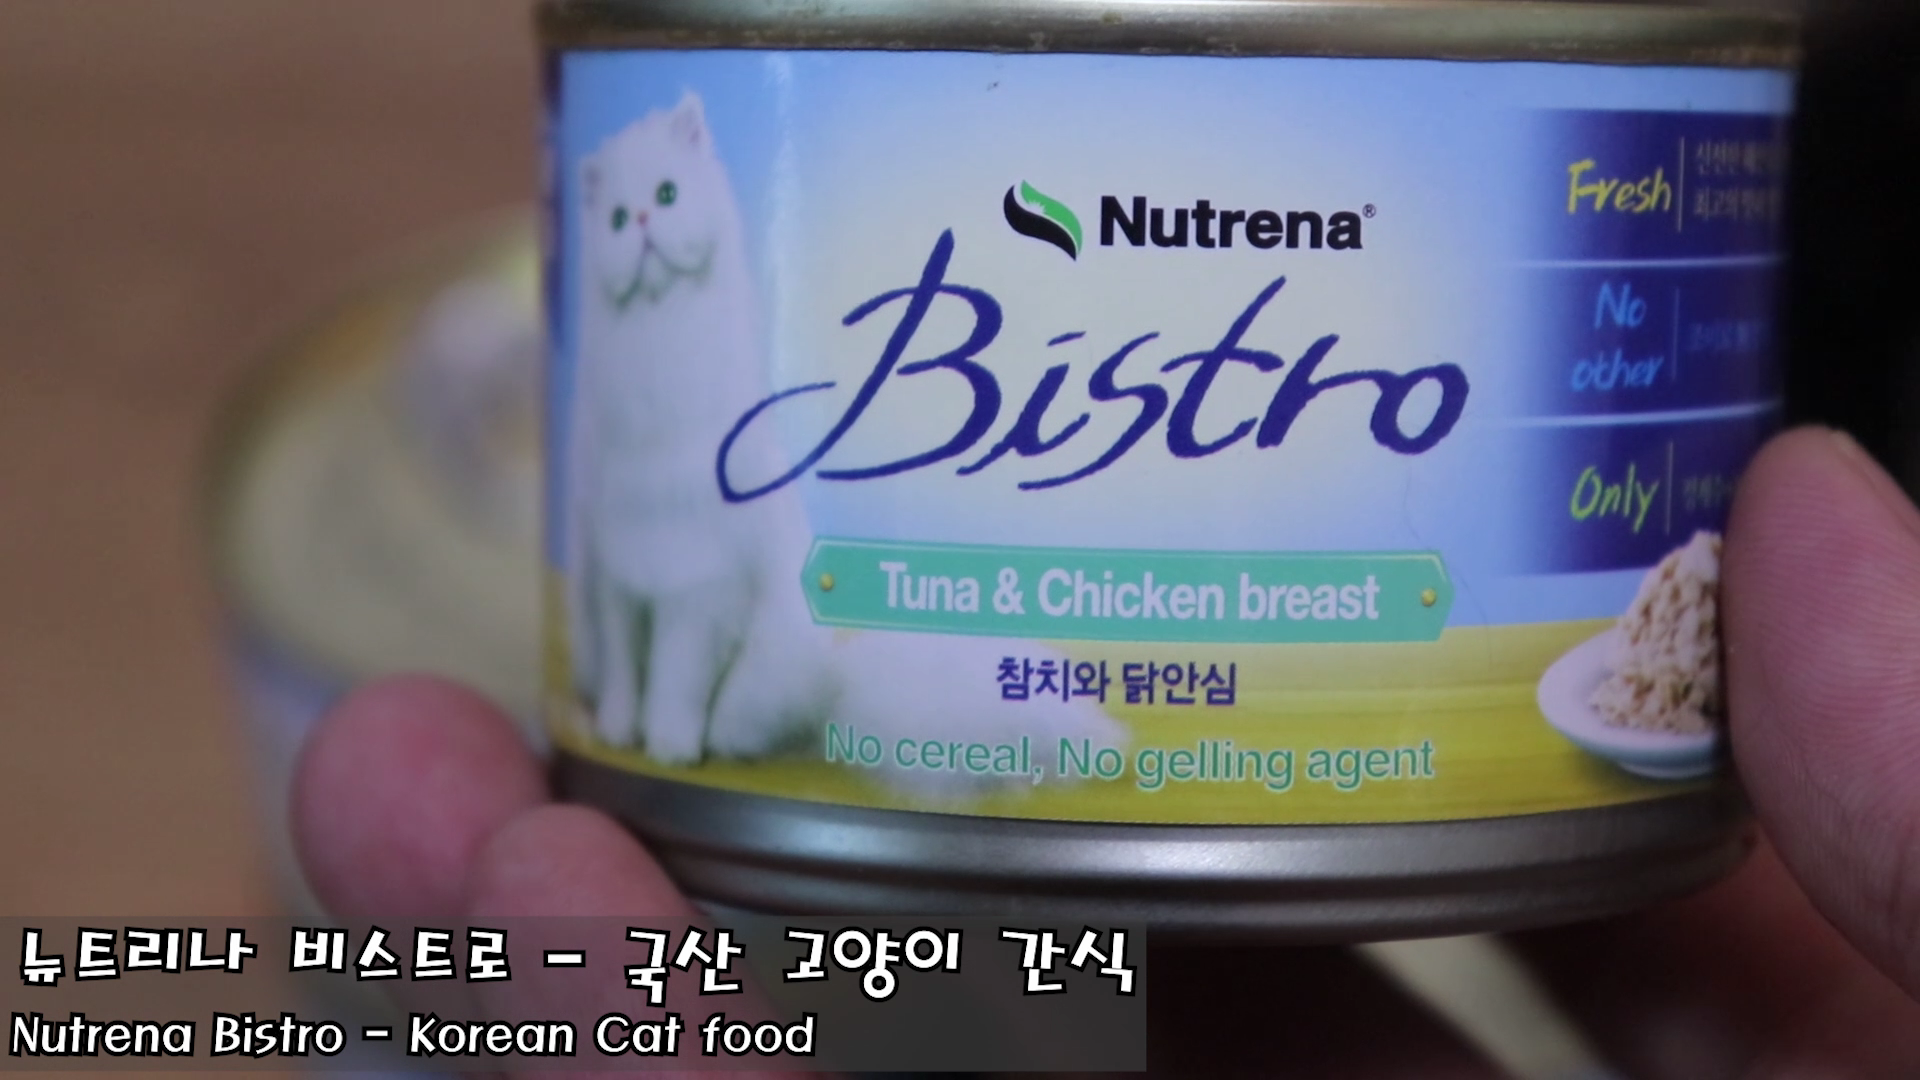 Nutrena®
Bistro
Tuna & Chicken breast
참치와 닭안심
No cereal, No gelling agent
Fresh
No
other
Only
뉴트리나 비스트로 - 국산 고양이 간식
Nutrena Bistro - Korean Cat food